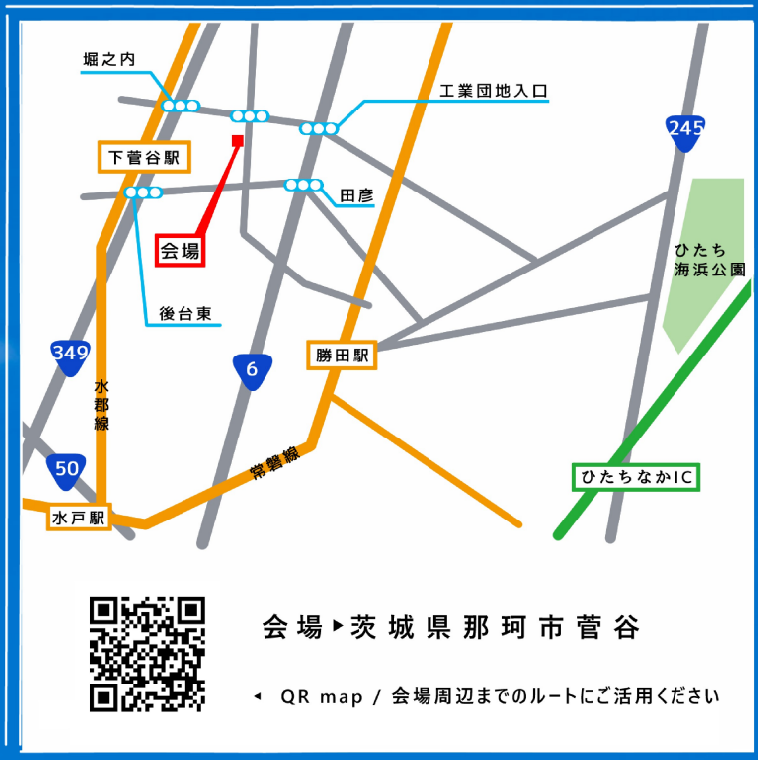 堀之内
工業団地入口
245
下菅谷駅
田彦
会場
ひたち
海浜公園
後台東
349
勝田駅
6
水郡線
常磐線
50
ひたちなかIC
水戸駅
会場▶茨城県那珂市菅谷
◀ QR map / 会場周辺までのルートにご活用ください